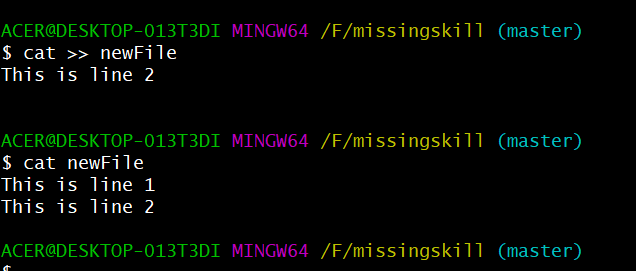 ACER@DESKTOP-013T3DI MINGW64 /F/missingskill (master)
$ cat >> newFile
This is line 2
ACER@DESKTOP-013T3DI MINGW64 /F/missingskill (master)
$ cat newFile
This is line 1
This is line 2
ACER@DESKTOP-013T3DI MINGW64 /F/missingskill (master)
$